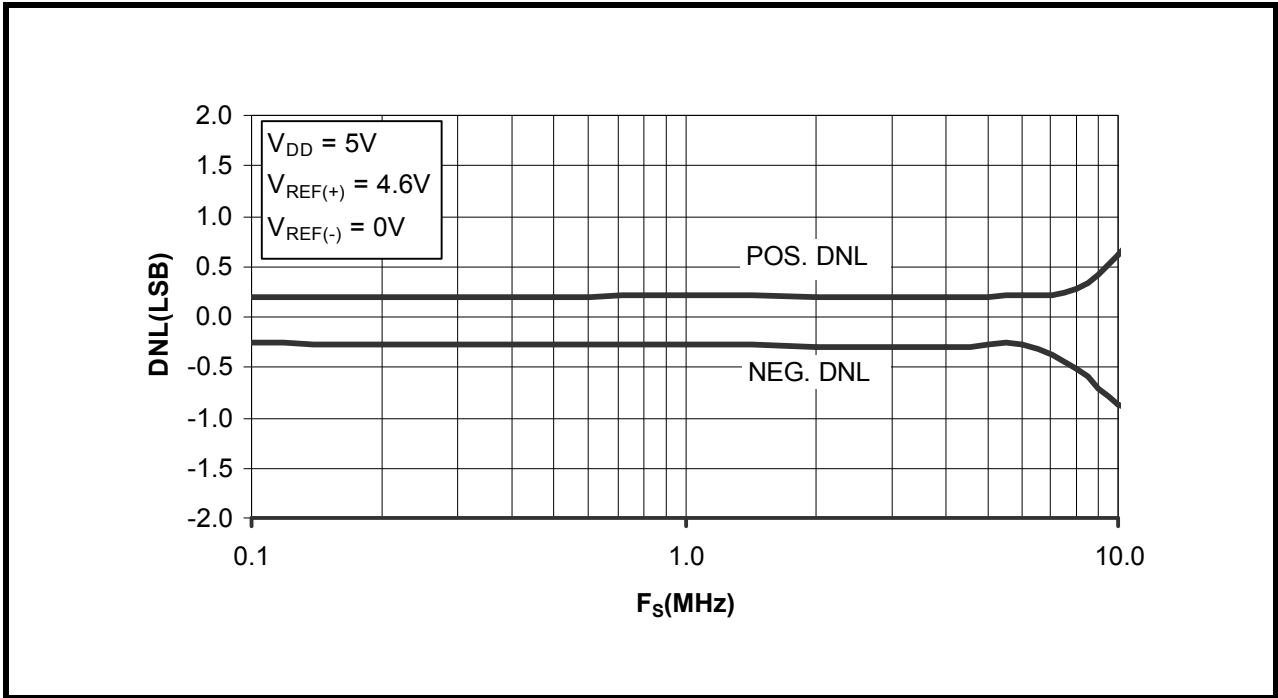 2.0
1.5
1.0
0.5
0.0
-0.5
-1.0
-1.5
-2.0
DNL(LSB)
V_DD = 5V
V_REF(+) = 4.6V
V_REF(-) = 0V
POS. DNL
NEG. DNL
0.1 1.0 10.0
F_S(MHz)